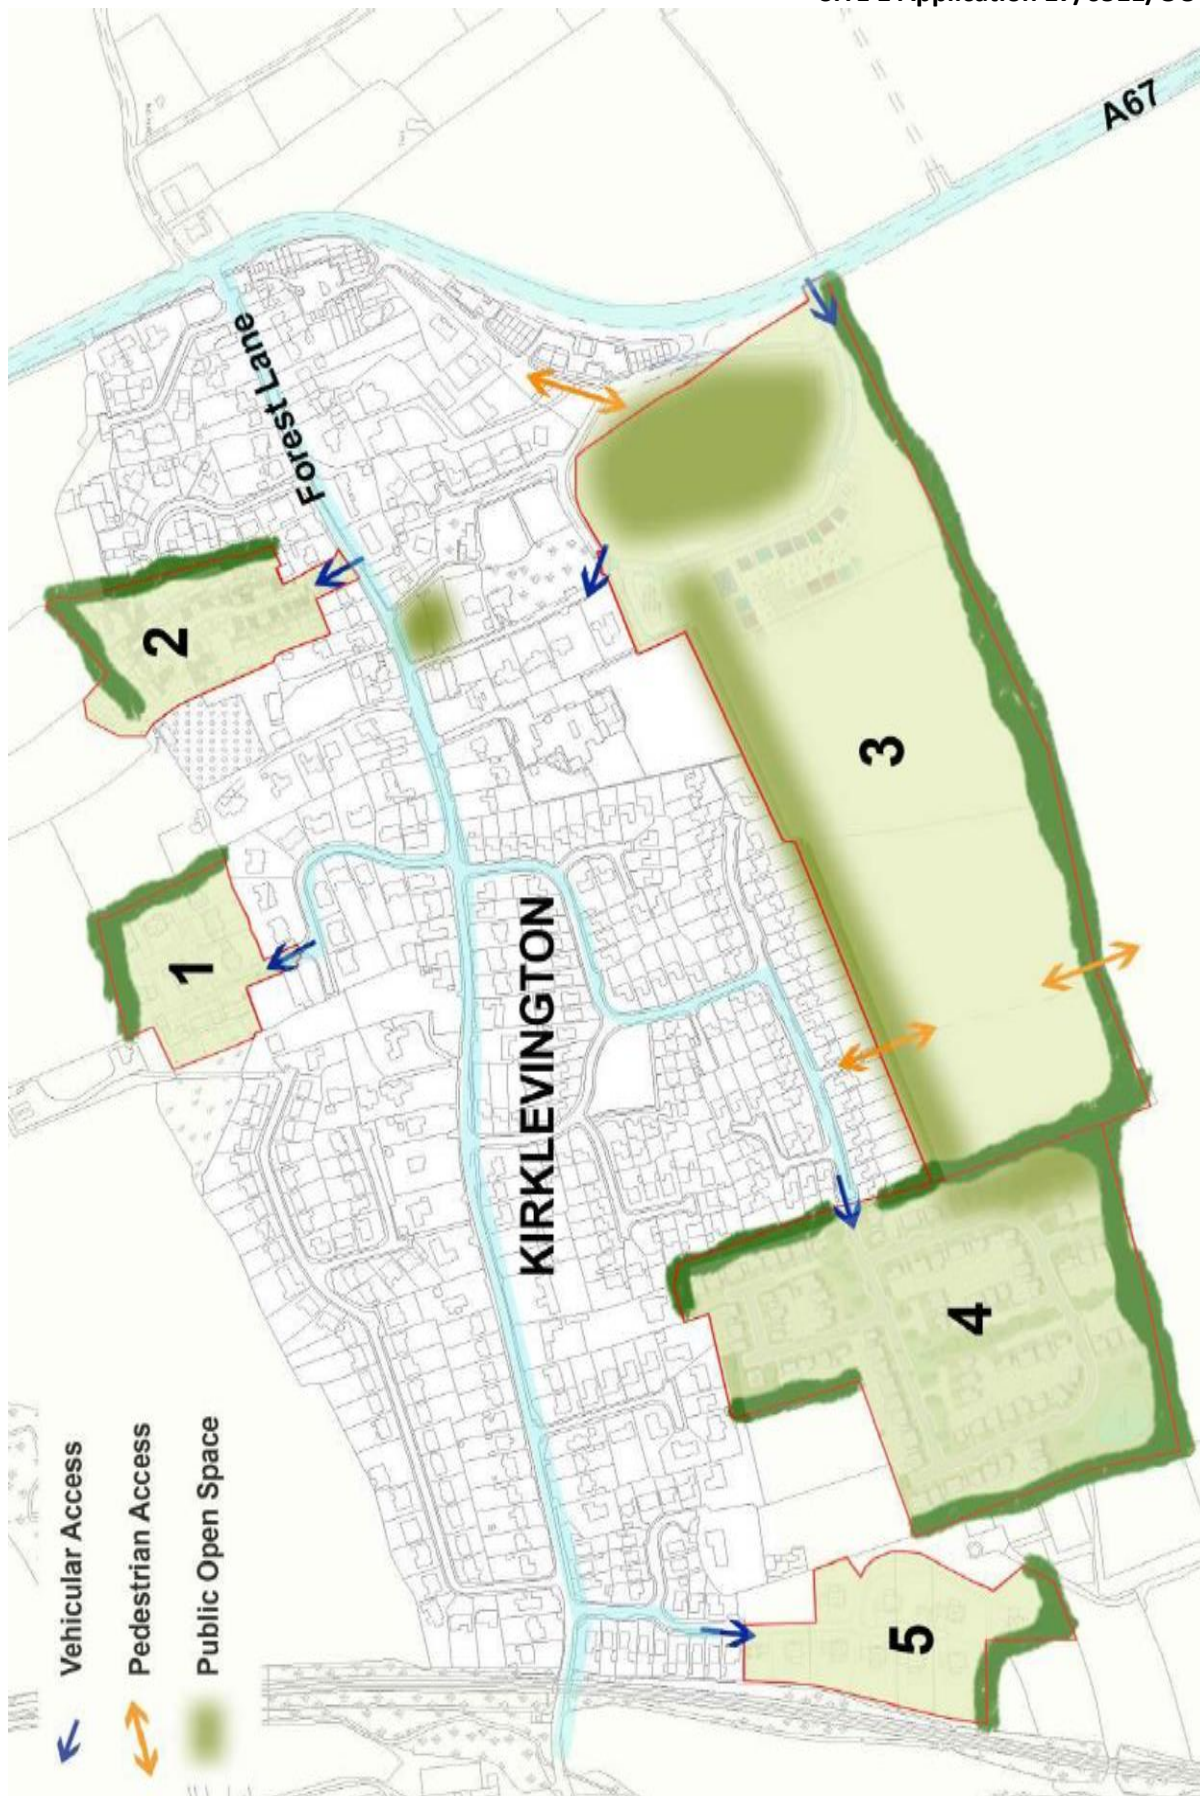 A67
Forest Lane
2
1
3
KIRKLEVINGTON
4
5
Vehicular Access
Pedestrian Access
Public Open Space